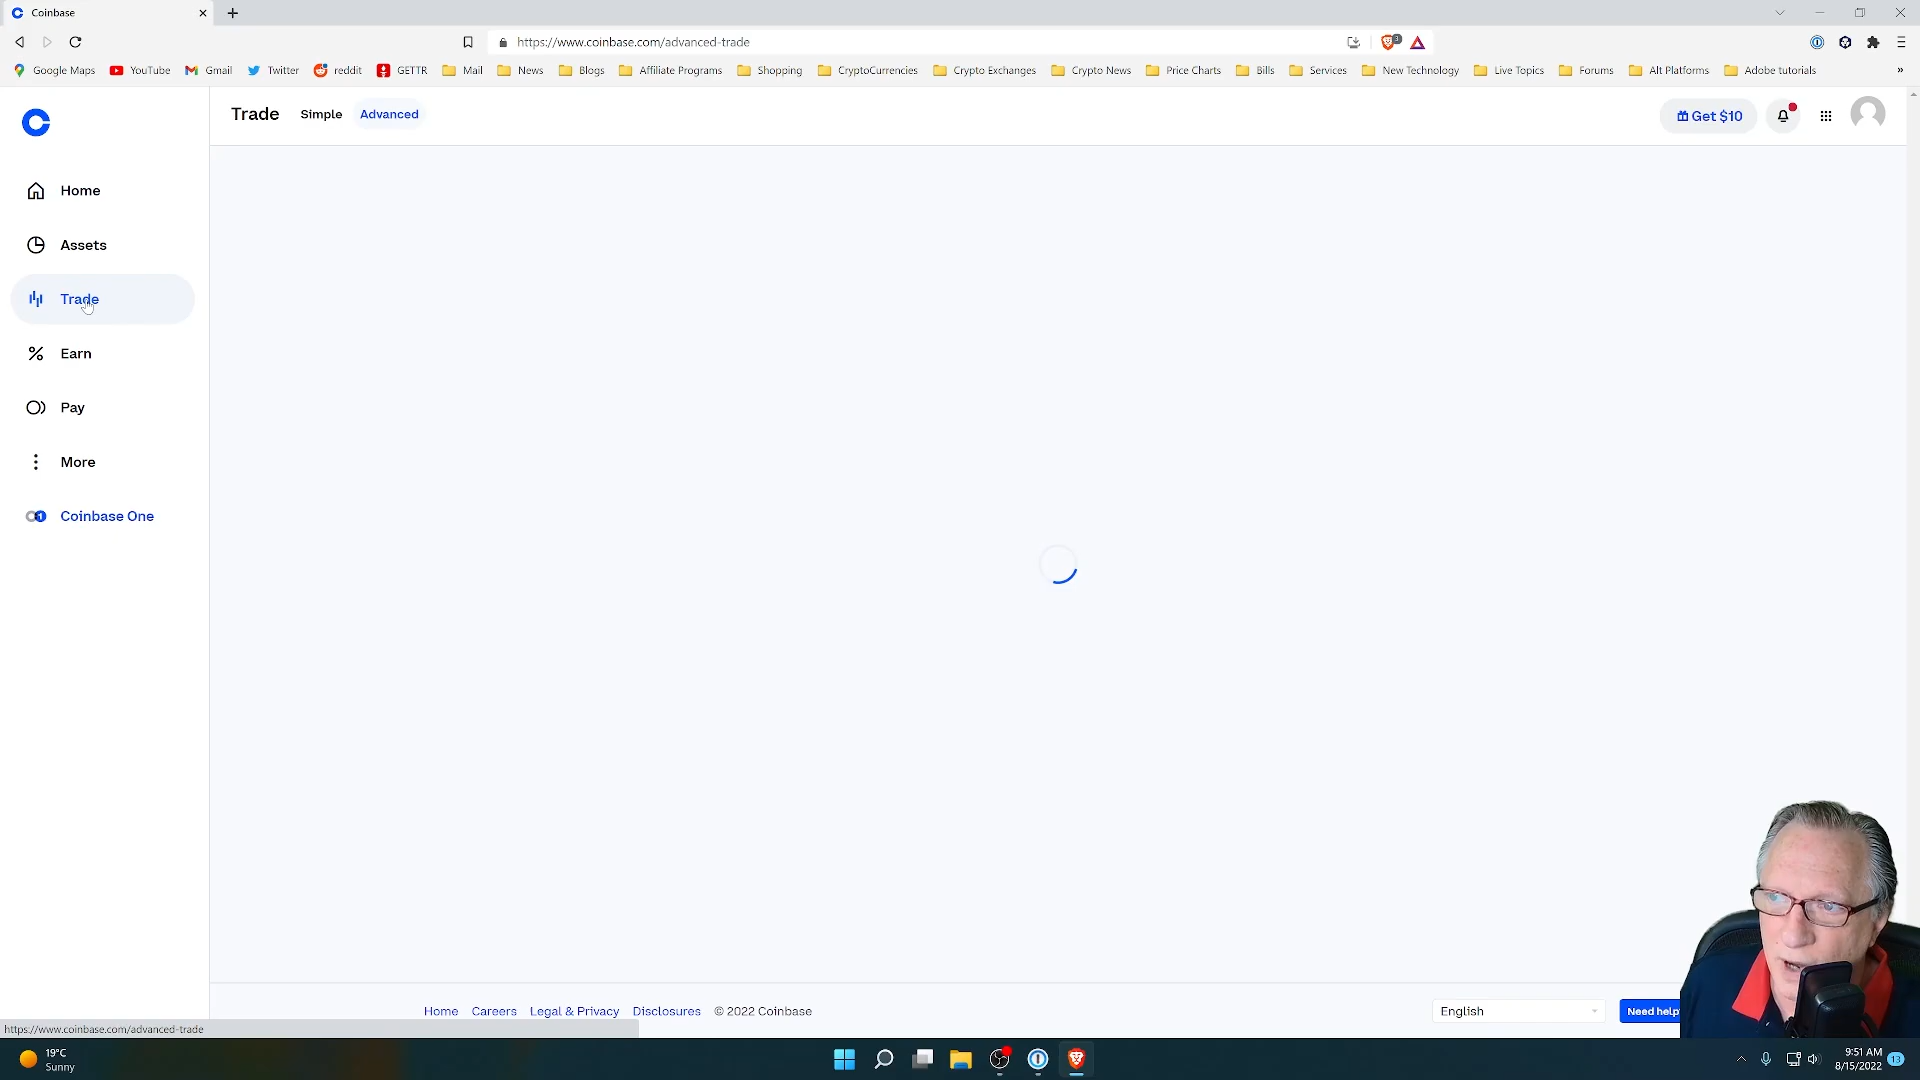 Coinbase
https://www.coinbase.com/advanced-trade
3
Google Maps YouTube Gmail Twitter reddit GETTR Mail News Blogs Affiliate Programs Shopping CryptoCurrencies Crypto Exchanges Crypto News Price Charts Bills Services New Technology Live Topics Forums Alt Platforms Adobe tutorials »
Trade Simple Advanced
Get $10
Home
Assets
Trade
Earn
Pay
More
1 Coinbase One
Home Careers Legal & Privacy Disclosures © 2022 Coinbase
English
Need help
https://www.coinbase.com/advanced-trade
19°C
Sunny
9:51 AM
8/15/2022
13